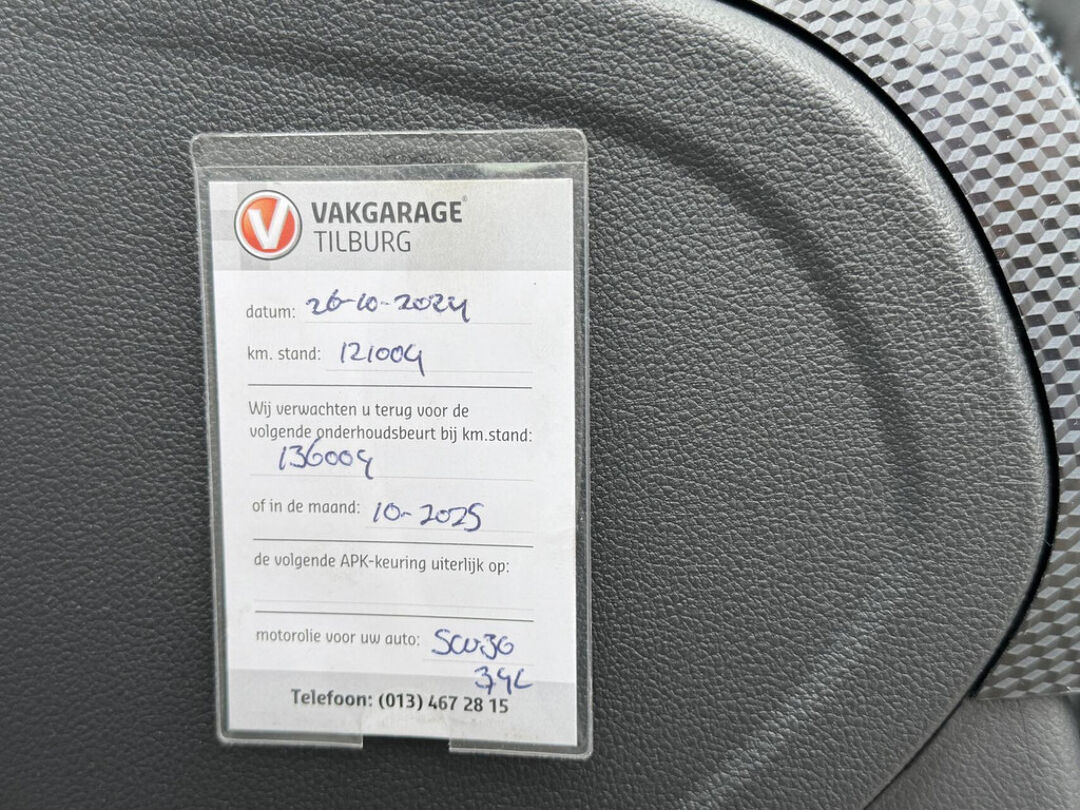 V
VAKGARAGE®
TILBURG
datum: 26-10-2024
km. stand: 121004
Wij verwachten u terug voor de
volgende onderhoudsbeurt bij km.stand:
136004
of in de maand: 10-2025
de volgende APK-keuring uiterlijk op:
motorolie voor uw auto: 5W30
3,4L
Telefoon: (013) 467 28 15